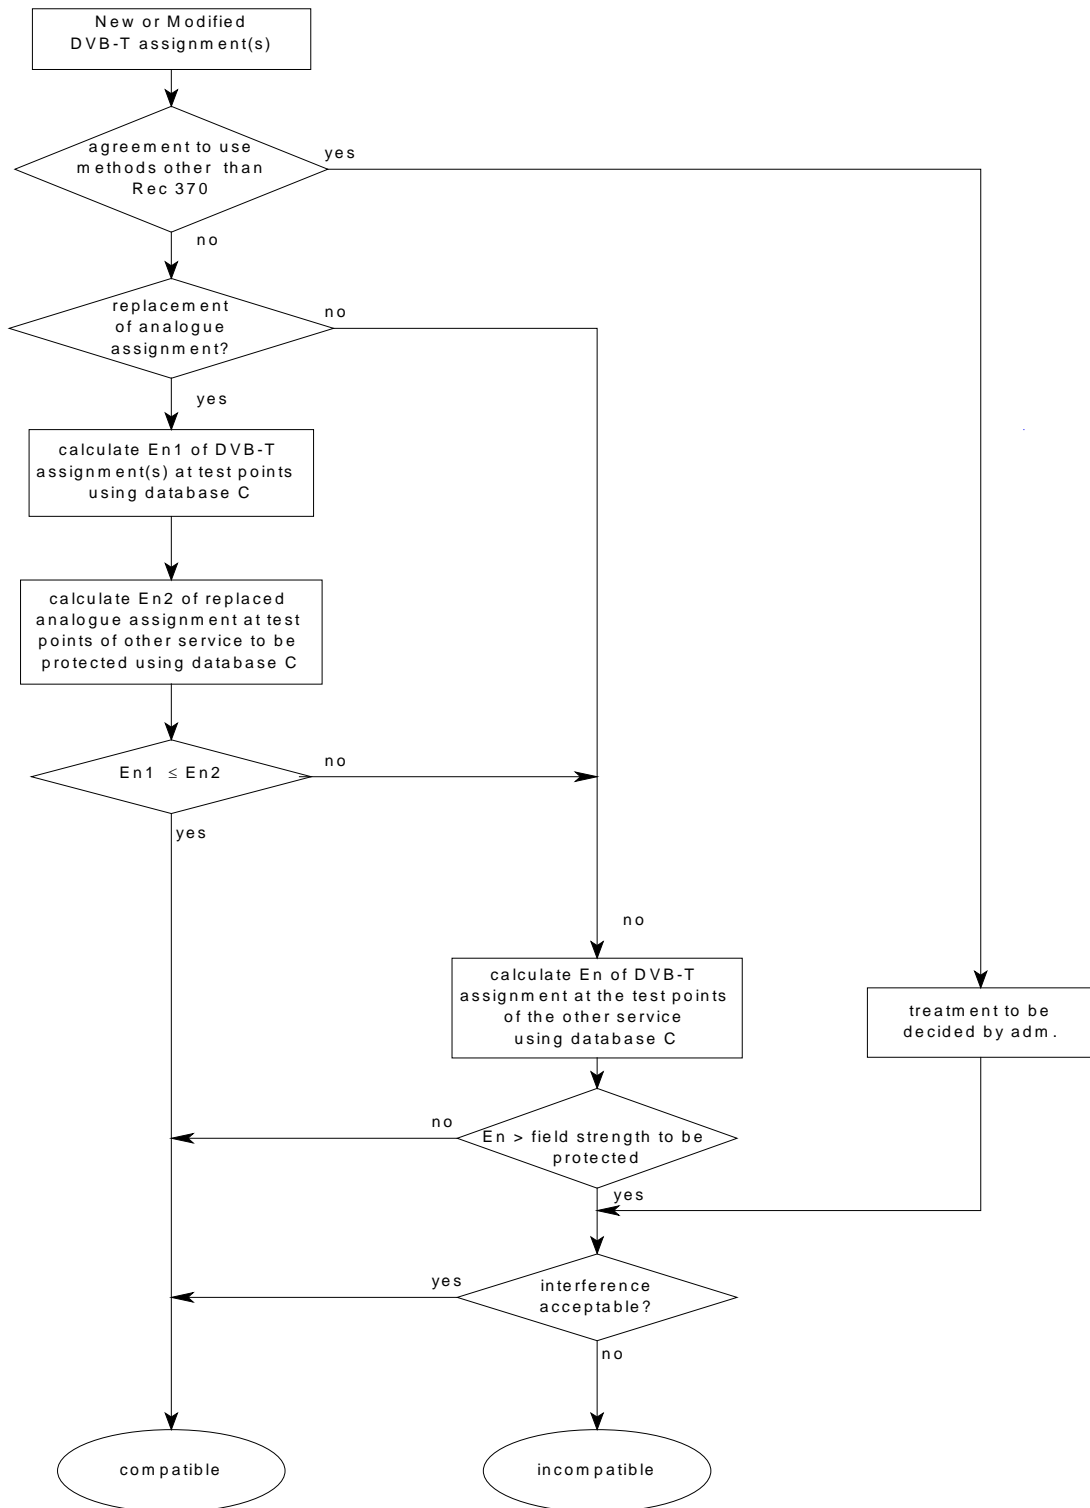 New or Modified
DVB-T assignment(s)
agreement to use
methods other than
Rec 370
yes
no
replacement
of analogue
assignment?
no
yes
calculate En1 of DVB-T
assignment(s) at test points
using database C
calculate En2 of replaced
analogue assignment at test
points of other service to be
protected using database C
En1 ≤ En2
no
yes
no
calculate En of DVB-T
assignment at the test points
of the other service
using database C
treatment to be
decided by adm.
no
En > field strength to be
protected
yes
yes
interference
acceptable?
no
compatible
incompatible